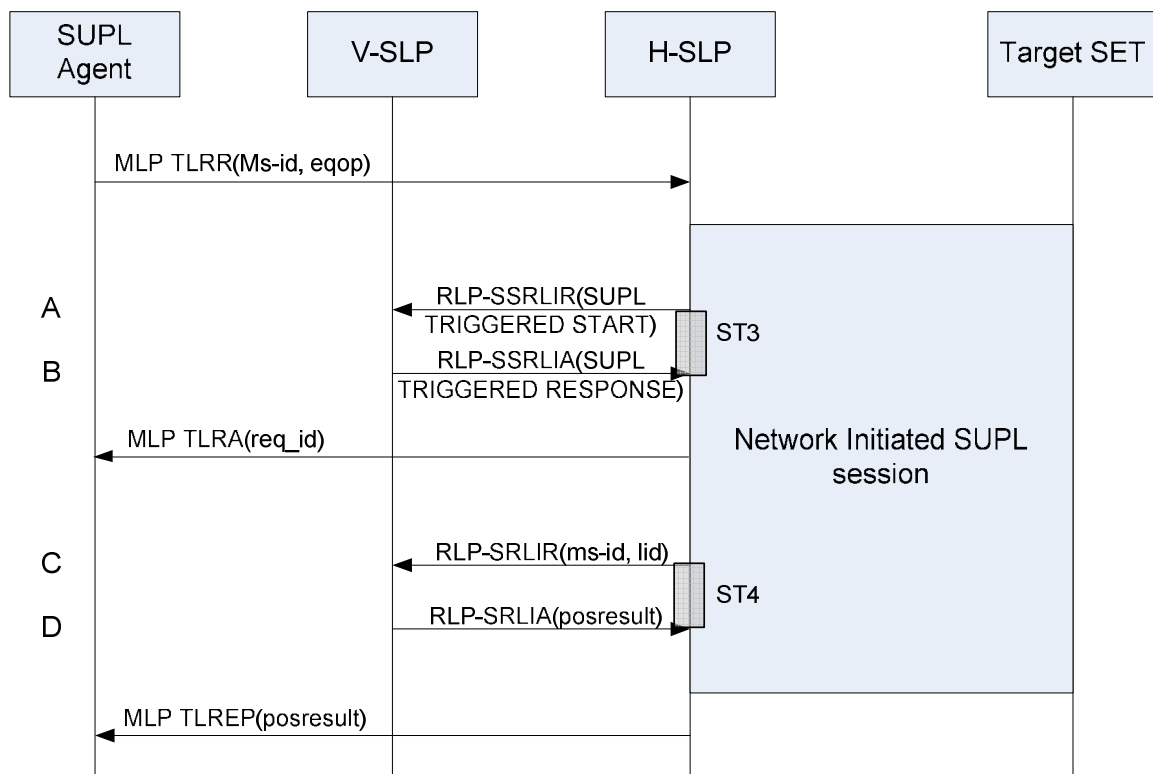 SUPL
Agent
V-SLP
H-SLP
Target SET
MLP TLRR(Ms-id, eqop)
A
RLP-SSRLIR(SUPL
TRIGGERED START)
ST3
B
RLP-SSRLIA(SUPL
TRIGGERED RESPONSE)
MLP TLRA(req_id)
Network Initiated SUPL
session
C
RLP-SRLIR(ms-id, lid)
ST4
D
RLP-SRLIA(posresult)
MLP TLREP(posresult)